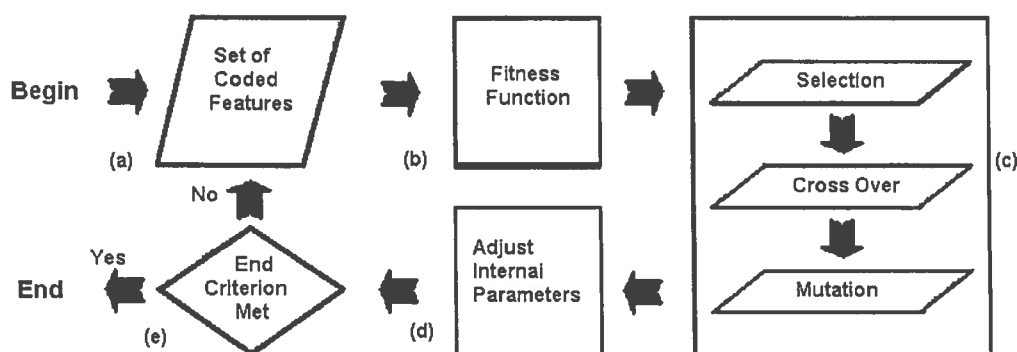 Begin
(a)
Set of
Coded
Features
(b)
Fitness
Function
(c)
Selection
Cross Over
Mutation
Adjust
Internal
Parameters
(d)
End
Criterion
Met
(e)
No
Yes
End